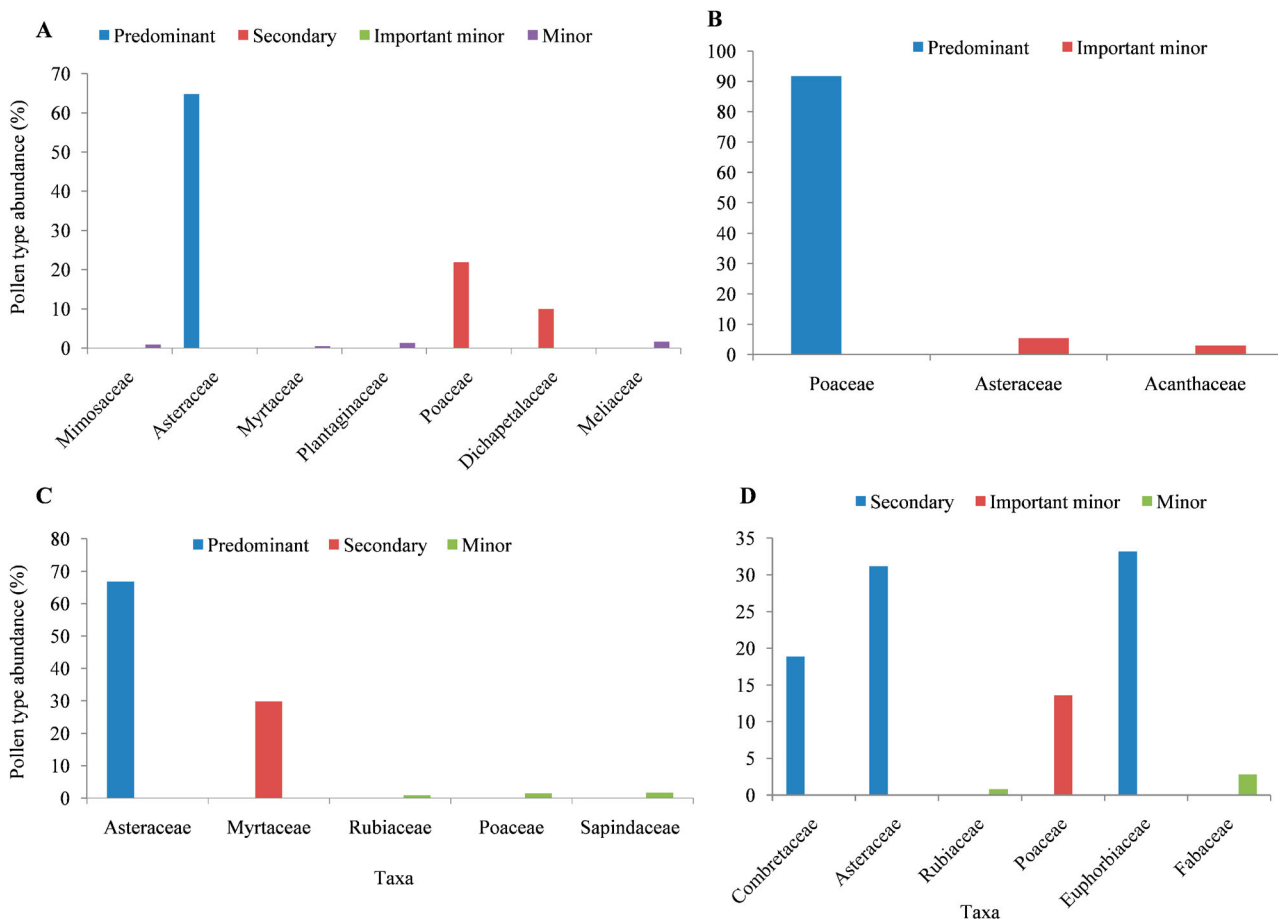 A
Predominant Secondary Important minor Minor
Pollen type abundance (%)
70
60
50
40
30
20
10
0
Mimosaceae Asteraceae Myrtaceae Plantaginaceae Poaceae Dichapetalaceae Meliaceae
B
Predominant Important minor
100
90
80
70
60
50
40
30
20
10
0
Poaceae Asteraceae Acanthaceae
C
Predominant Secondary Minor
Pollen type abundance (%)
80
70
60
50
40
30
20
10
0
Asteraceae Myrtaceae Rubiaceae Poaceae Sapindaceae
Taxa
D
Secondary Important minor Minor
35
30
25
20
15
10
5
0
Combretaceae Asteraceae Rubiaceae Poaceae Euphorbiaceae Fabaceae
Taxa